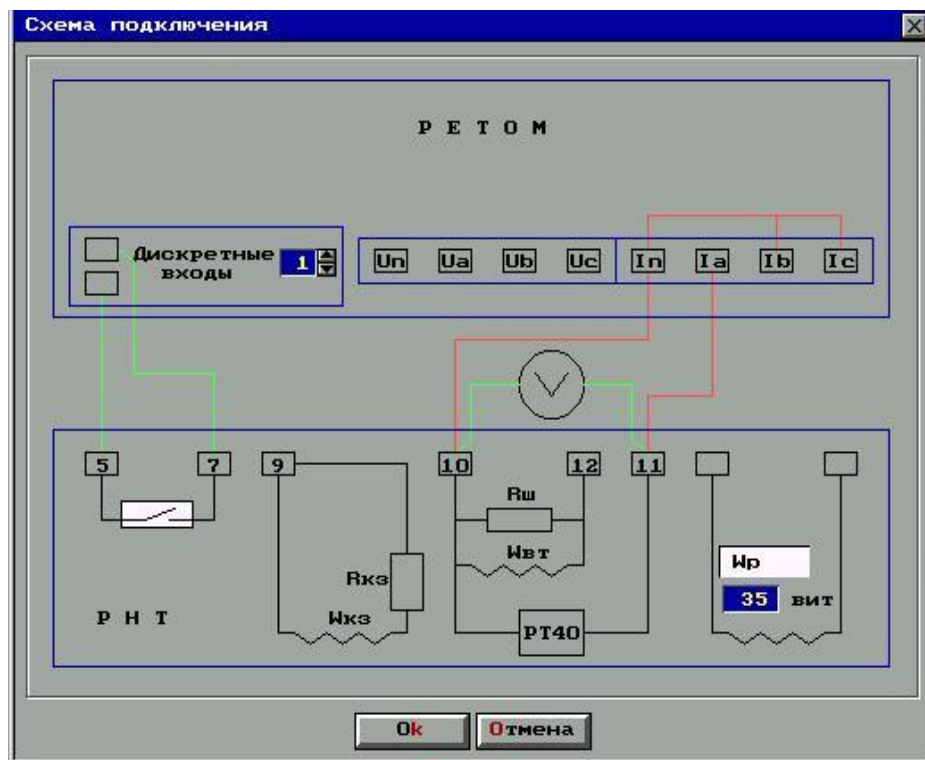 Схема подключения
Р Е Т О М
Дискретные
входы
1
Un Ua Ub Uc In Ia Ib Ic
V
5 7 9 10 12 11
Rш
Wвт
Wр
Rкз
35 вит
Р Н Т
Wкз
РТ40
Ok Отмена